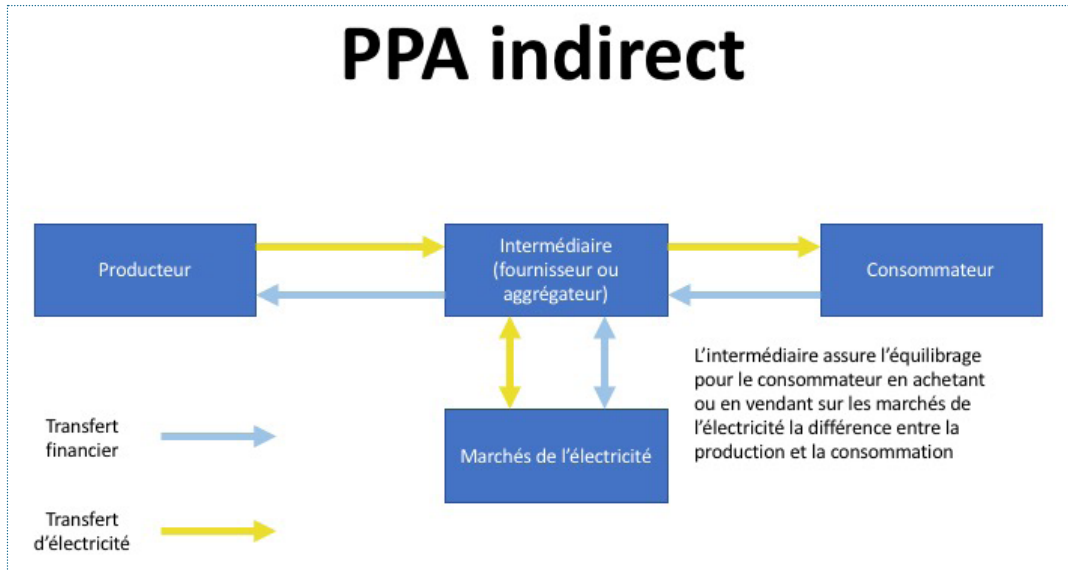 PPA indirect
Producteur
Intermédiaire
(fournisseur ou
aggrégateur)
Consommateur
L’intermédiaire assure l’équilibrage
pour le consommateur en achetant
ou en vendant sur les marchés de
l’électricité la différence entre la
production et la consommation
Marchés de l’électricité
Transfert
financier
Transfert
d’électricité